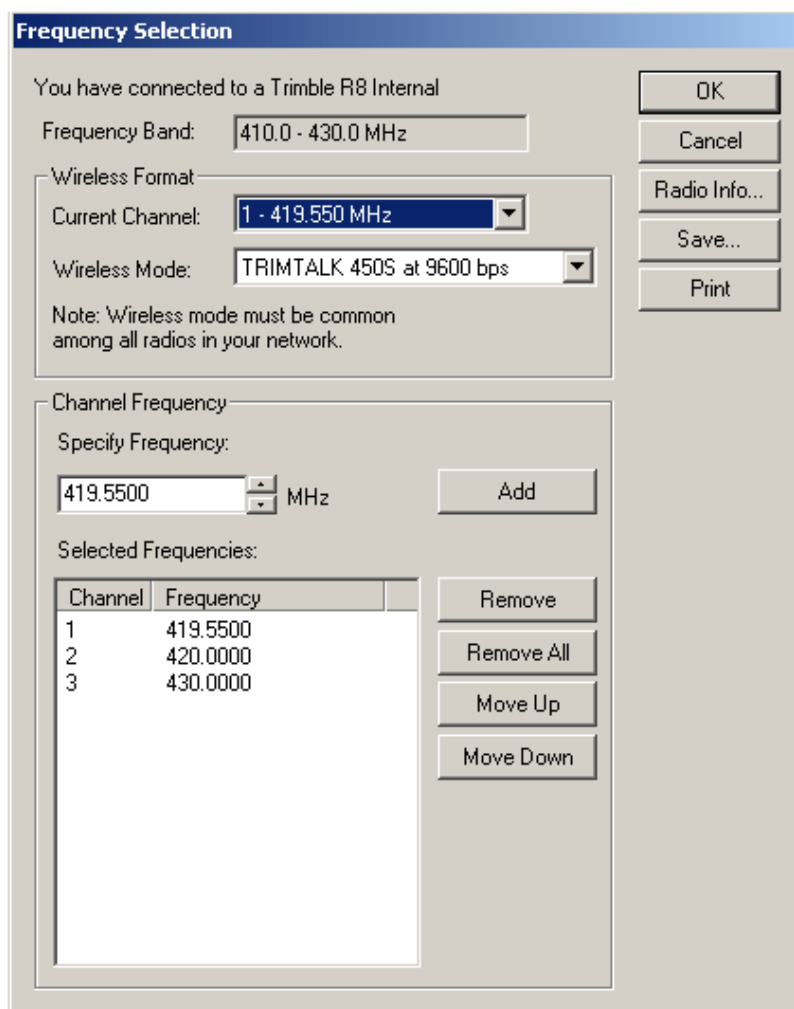 Frequency Selection
You have connected to a Trimble R8 Internal
Frequency Band: 410.0 - 430.0 MHz
Wireless Format
Current Channel: 1 - 419.550 MHz
Wireless Mode: TRIMTALK 450S at 9600 bps
Note: Wireless mode must be common
among all radios in your network.
OK
Cancel
Radio Info...
Save...
Print
Channel Frequency
Specify Frequency:
419.5500 MHz
Add
Selected Frequencies:
Channel Frequency
1 419.5500
2 420.0000
3 430.0000
Remove
Remove All
Move Up
Move Down